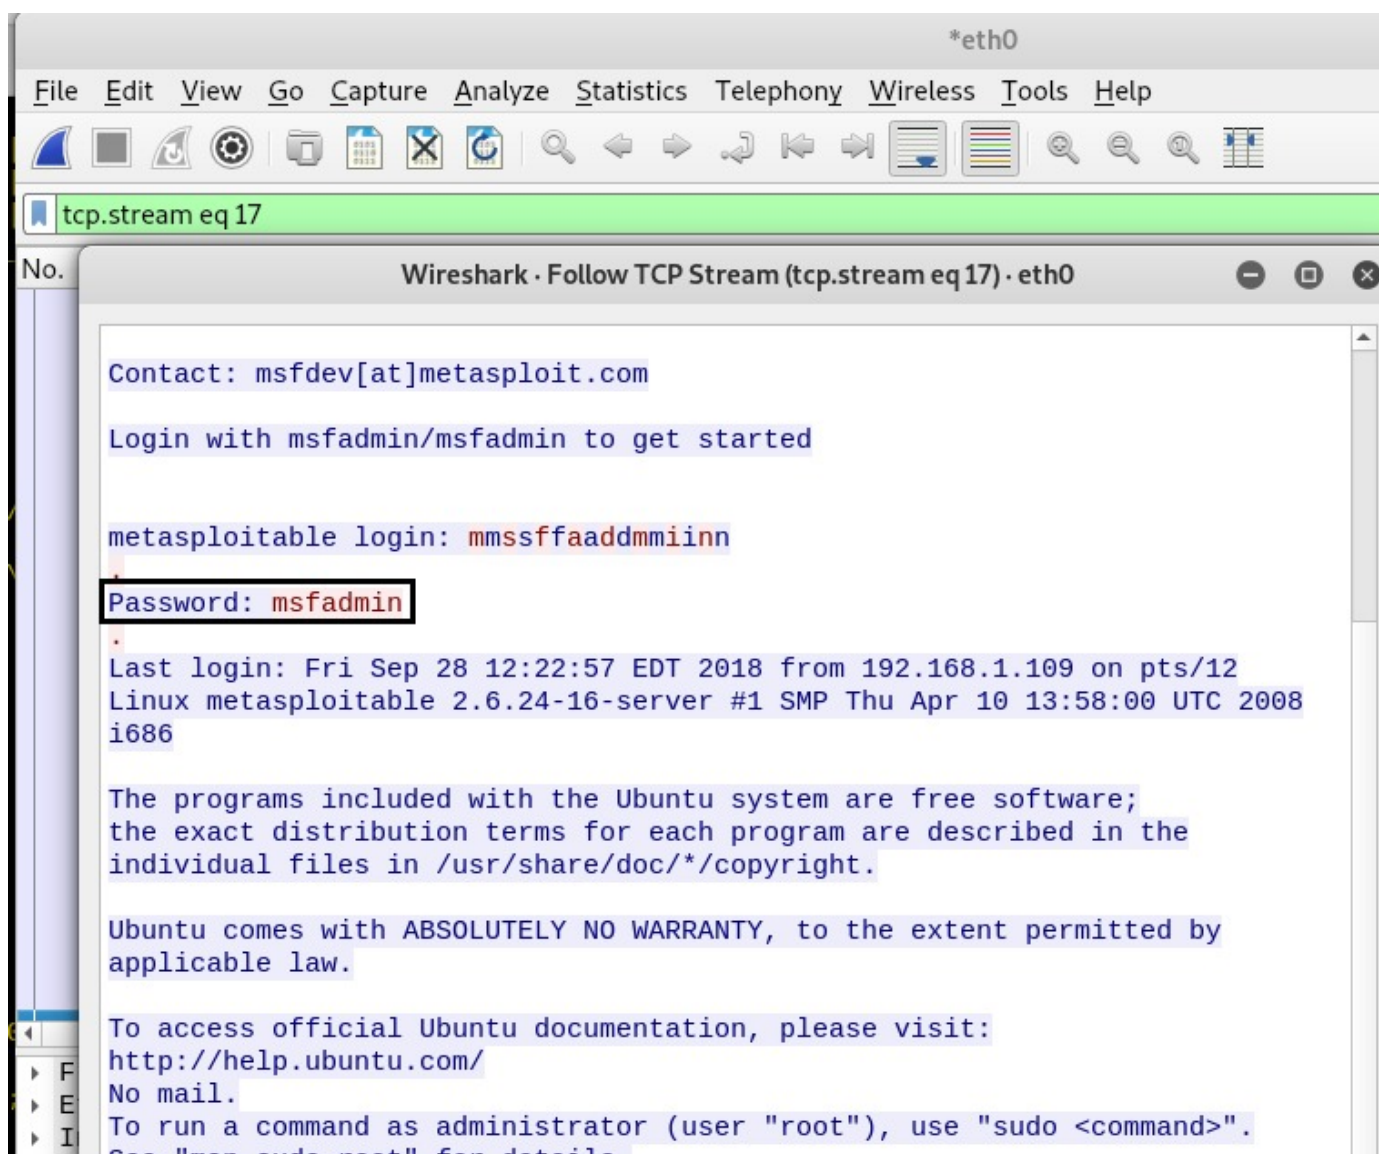 *eth0
File Edit View Go Capture Analyze Statistics Telephony Wireless Tools Help
tcp.stream eq 17
No.
Wireshark · Follow TCP Stream (tcp.stream eq 17) · eth0
Contact: msfdev[at]metasploit.com
Login with msfadmin/msfadmin to get started
metasploitable login: mmssffaaddmmiinn
.
Password: msfadmin
.
Last login: Fri Sep 28 12:22:57 EDT 2018 from 192.168.1.109 on pts/12
Linux metasploitable 2.6.24-16-server #1 SMP Thu Apr 10 13:58:00 UTC 2008
i686
The programs included with the Ubuntu system are free software;
the exact distribution terms for each program are described in the
individual files in /usr/share/doc/*/copyright.
Ubuntu comes with ABSOLUTELY NO WARRANTY, to the extent permitted by
applicable law.
To access official Ubuntu documentation, please visit:
http://help.ubuntu.com/
No mail.
To run a command as administrator (user "root"), use "sudo <command>".